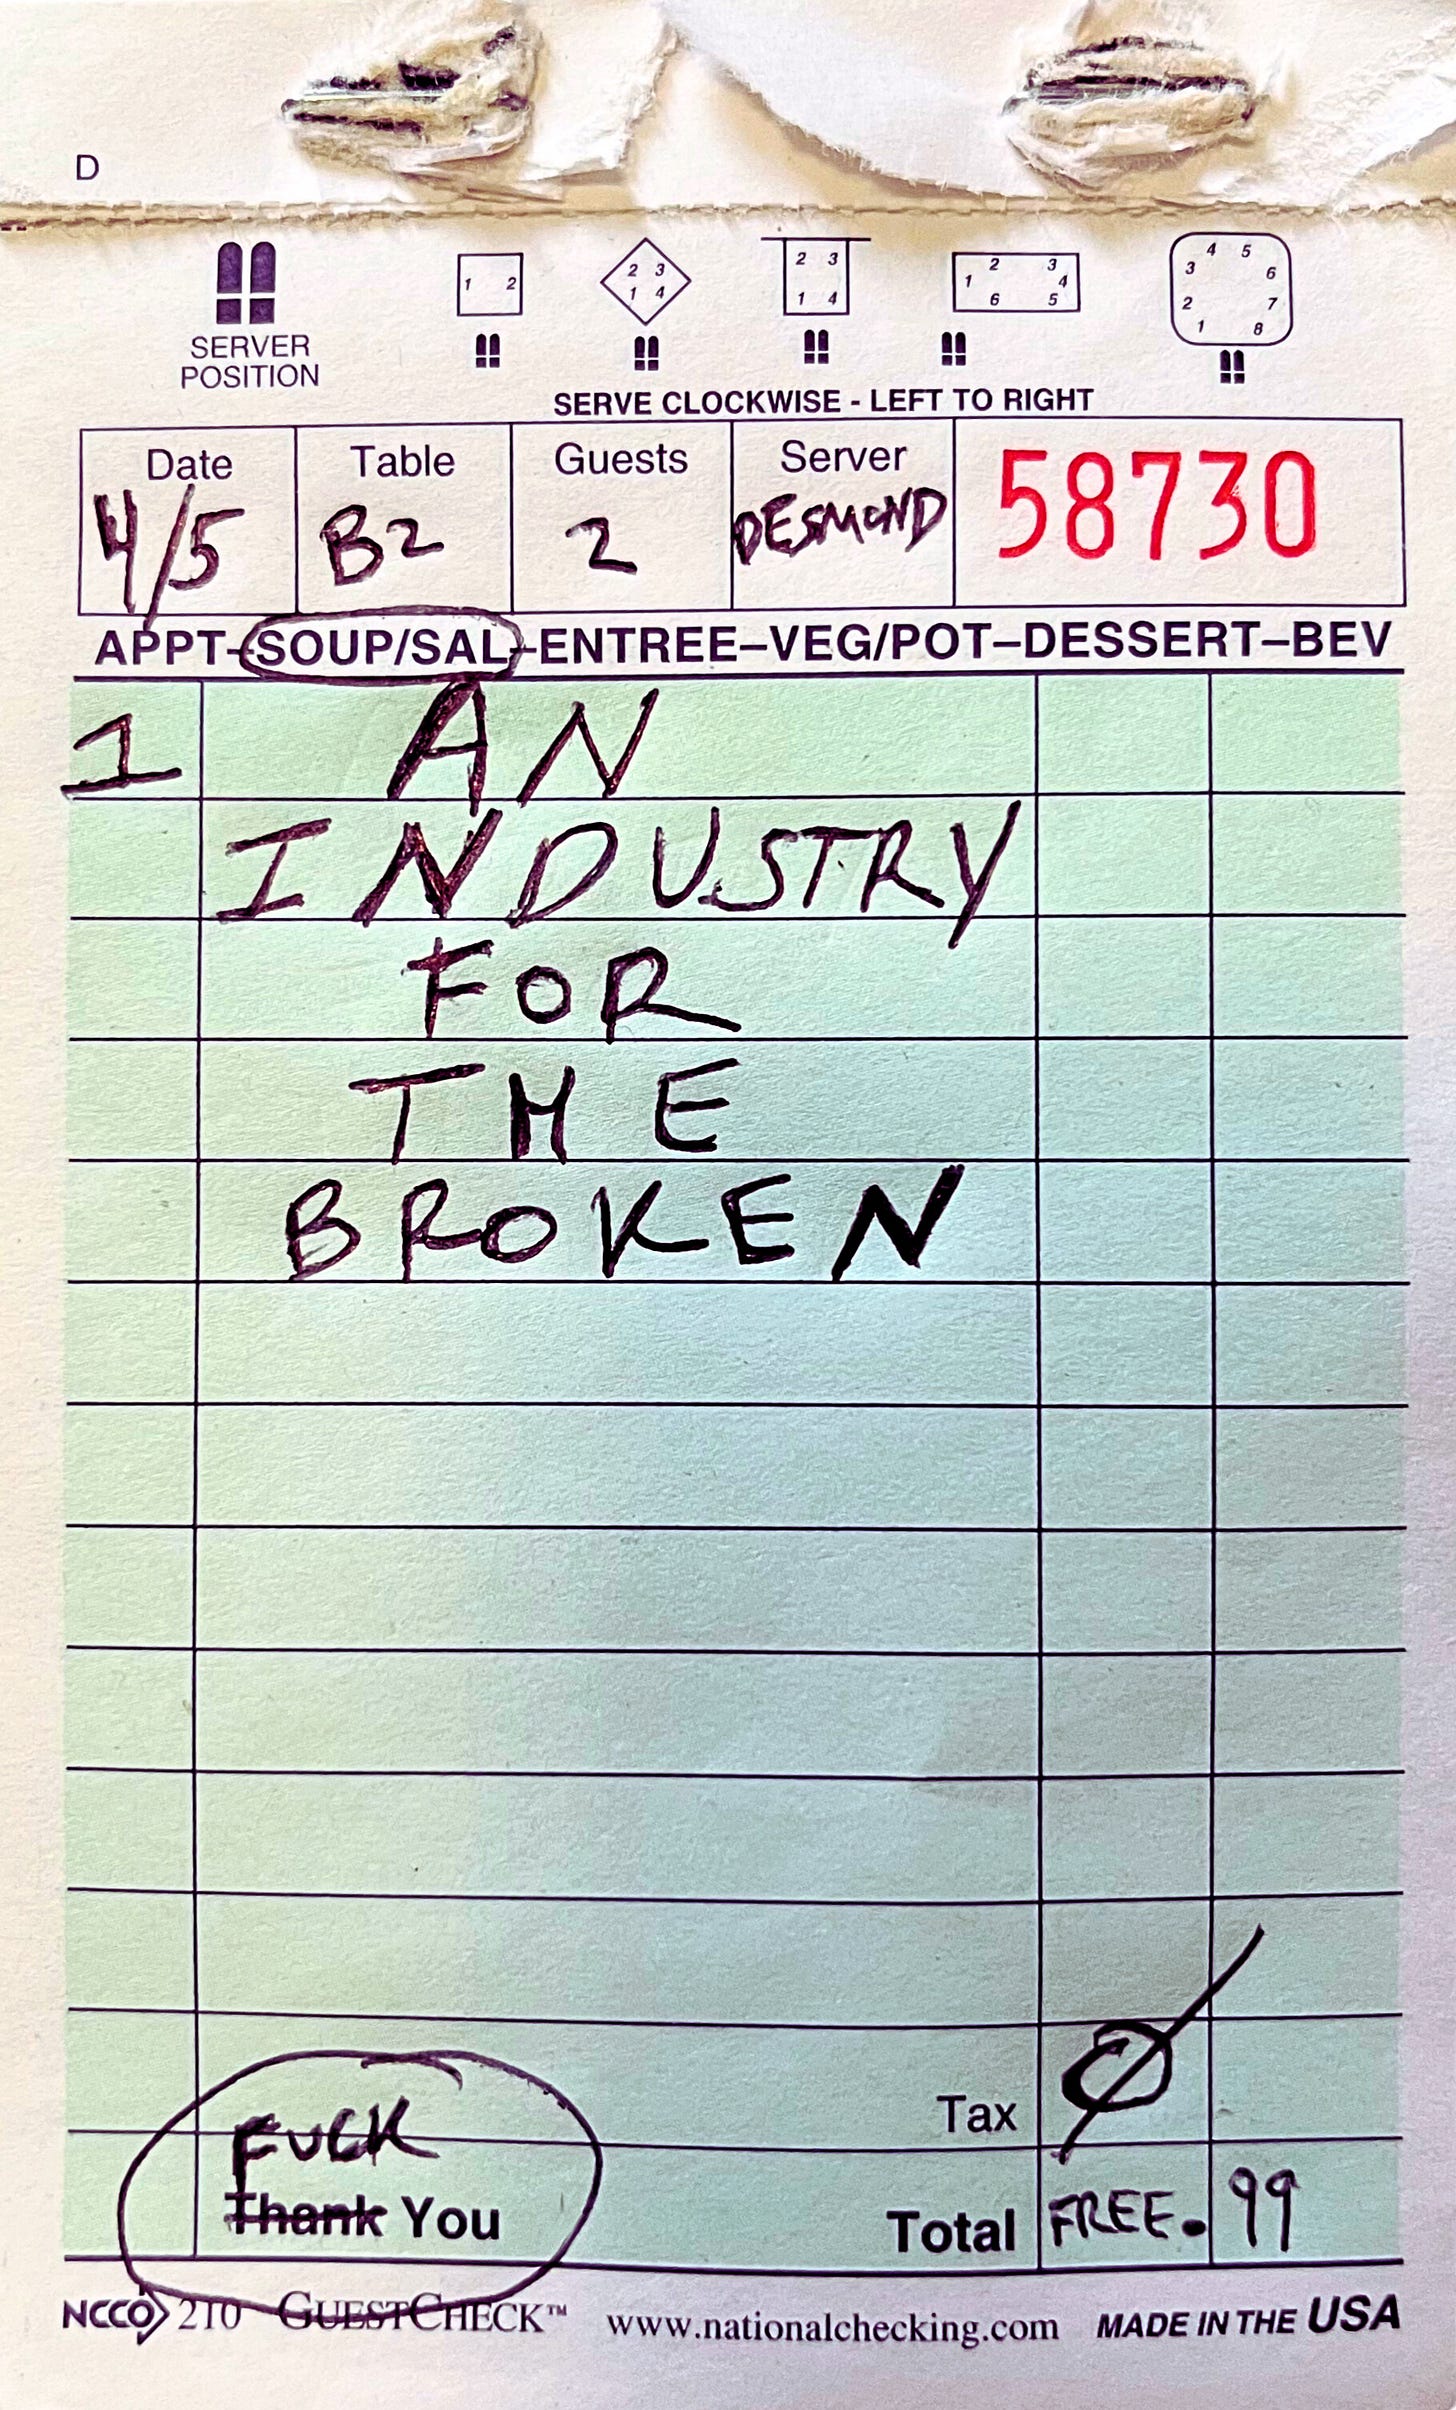 D
SERVER
POSITION
1 2
2 3
1 4
2 3
1 4
2 3
1 4
6 5
4 5
3 6
2 7
1 8
SERVE CLOCKWISE - LEFT TO RIGHT
Date Table Guests Server 58730
4/5 B2 2 DESMOND
APPT-SOUP/SAL-ENTREE-VEG/POT-DESSERT-BEV
1 AN
INDUSTRY
FOR
THE
BROKEN
Tax Ø
FUCK
Thank You Total FREE. 99
NCCO 210 GUESTCHECK™ www.nationalchecking.com MADE IN THE USA